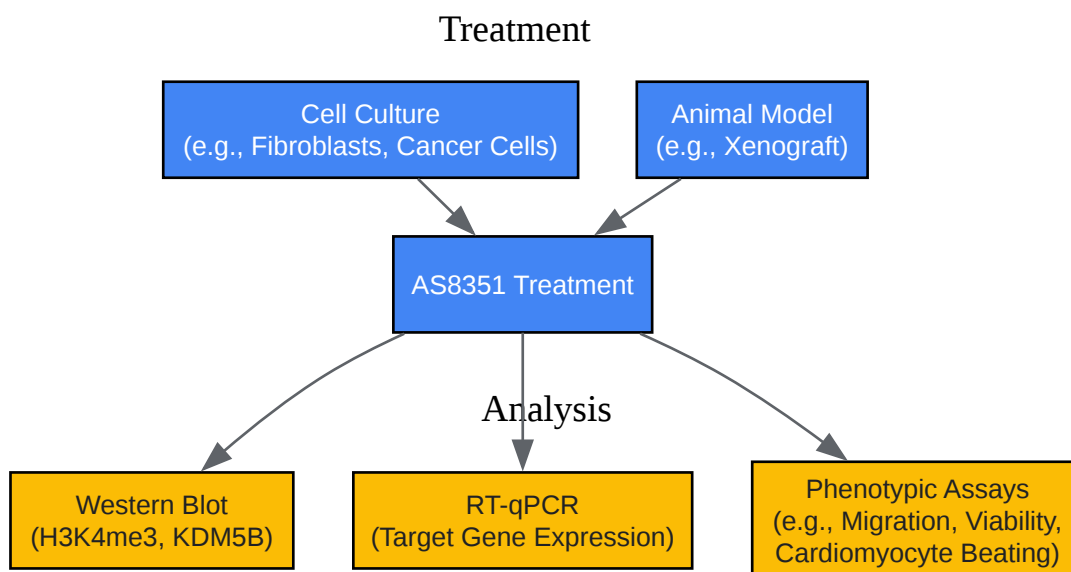 Treatment
Cell Culture
(e.g., Fibroblasts, Cancer Cells)
Animal Model
(e.g., Xenograft)
AS8351 Treatment
Analysis
Western Blot
(H3K4me3, KDM5B)
RT-qPCR
(Target Gene Expression)
Phenotypic Assays
(e.g., Migration, Viability,
Cardiomyocyte Beating)